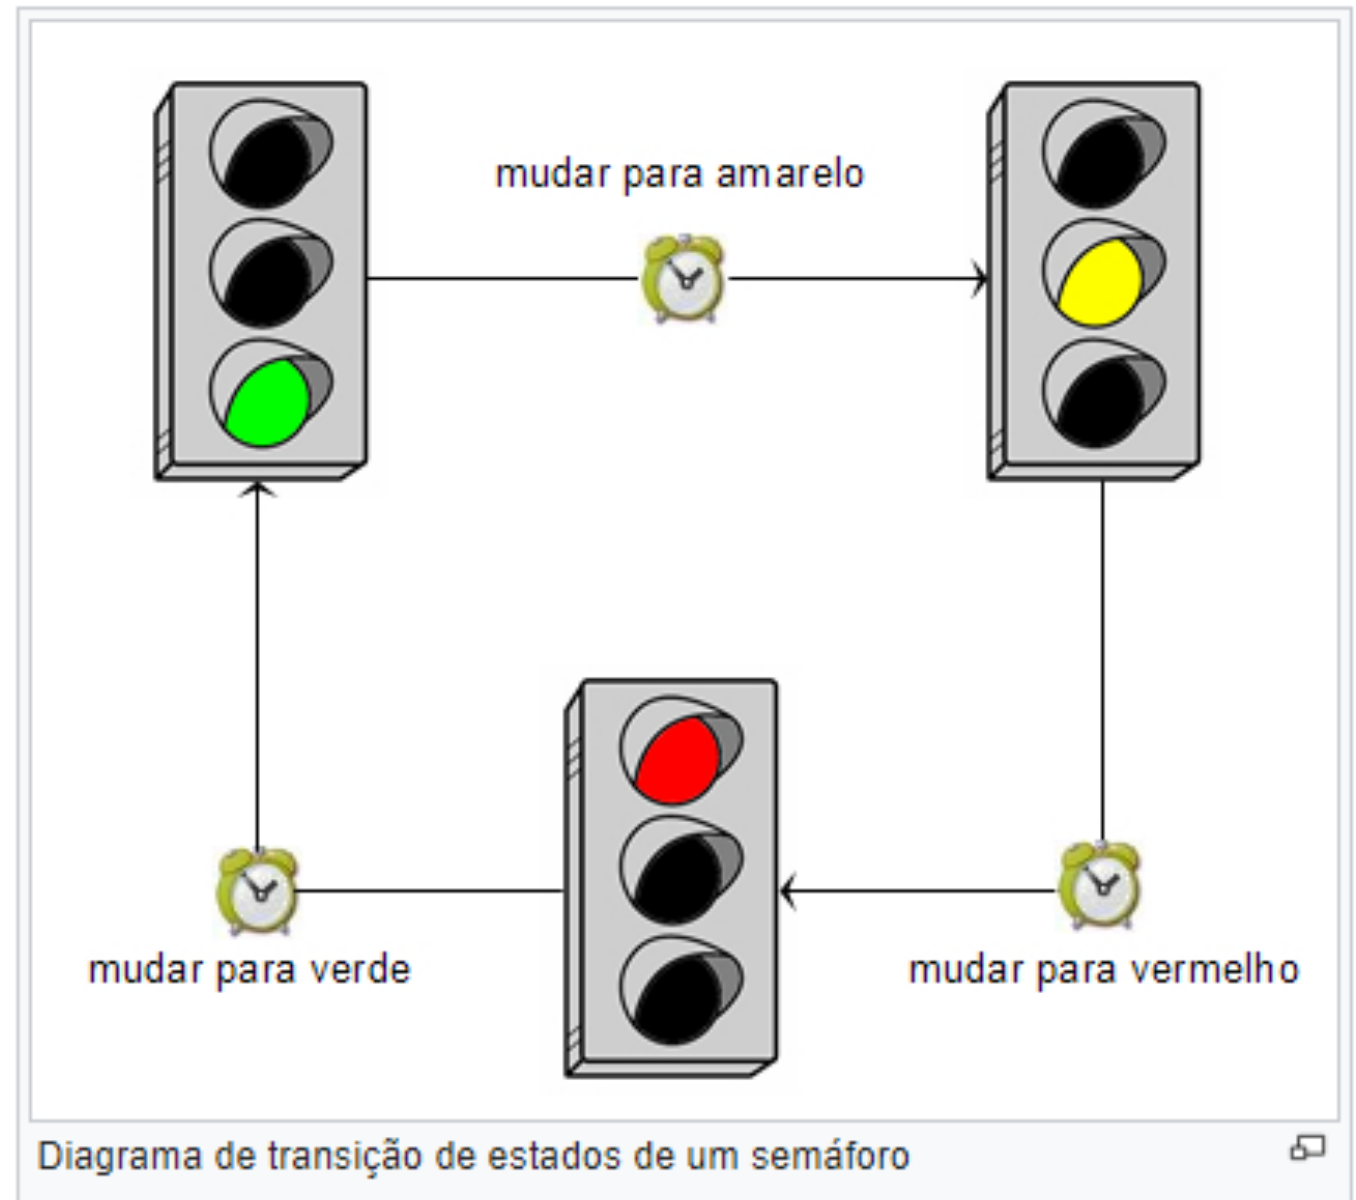 mudar para amarelo
mudar para verde
mudar para vermelho
Diagrama de transição de estados de um semáforo